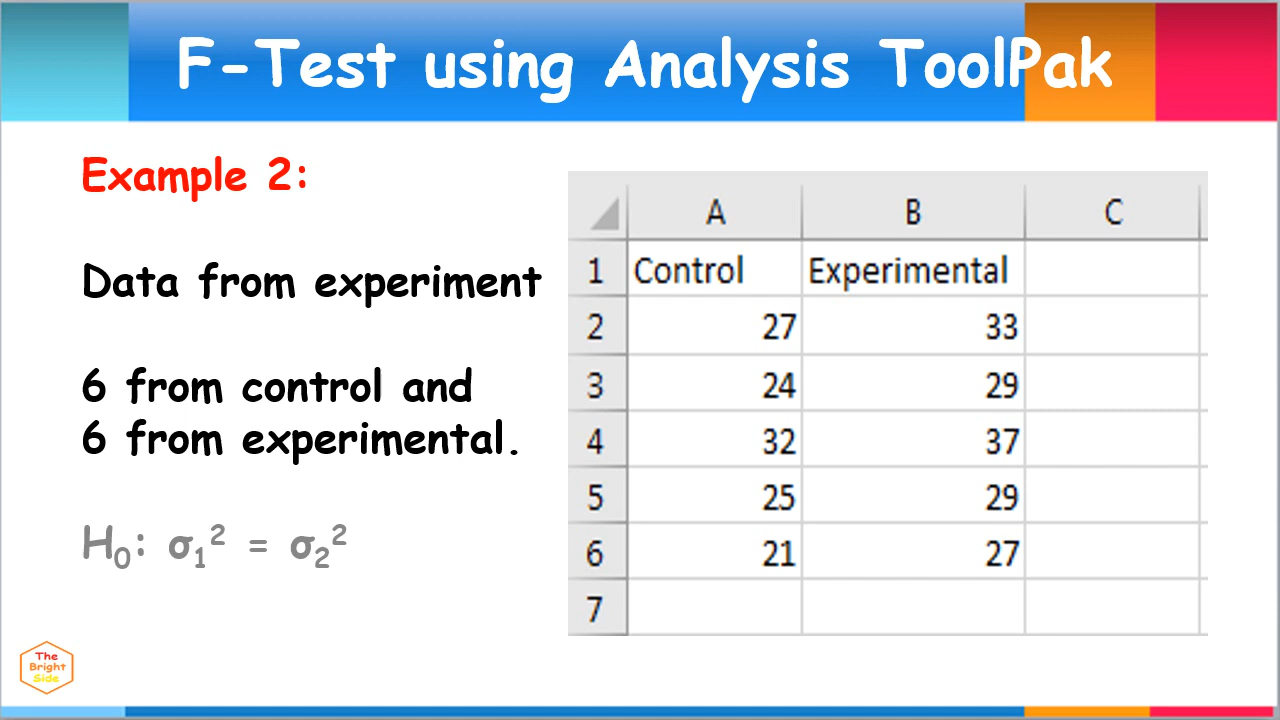 F-Test using Analysis ToolPak
Example 2:
Data from experiment
6 from control and
6 from experimental.
H₀: σ₁² = σ₂²
A B C
1 Control Experimental
2 27 33
3 24 29
4 32 37
5 25 29
6 21 27
7
The
Bright
Side